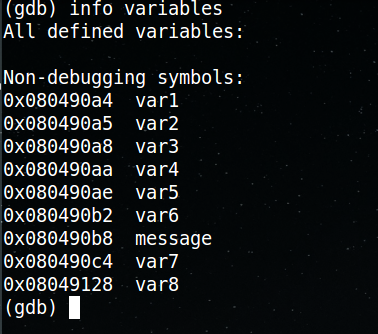 (gdb) info variables
All defined variables:

Non-debugging symbols:
0x080490a4  var1
0x080490a5  var2
0x080490a8  var3
0x080490aa  var4
0x080490ae  var5
0x080490b2  var6
0x080490b8  message
0x080490c4  var7
0x08049128  var8
(gdb)